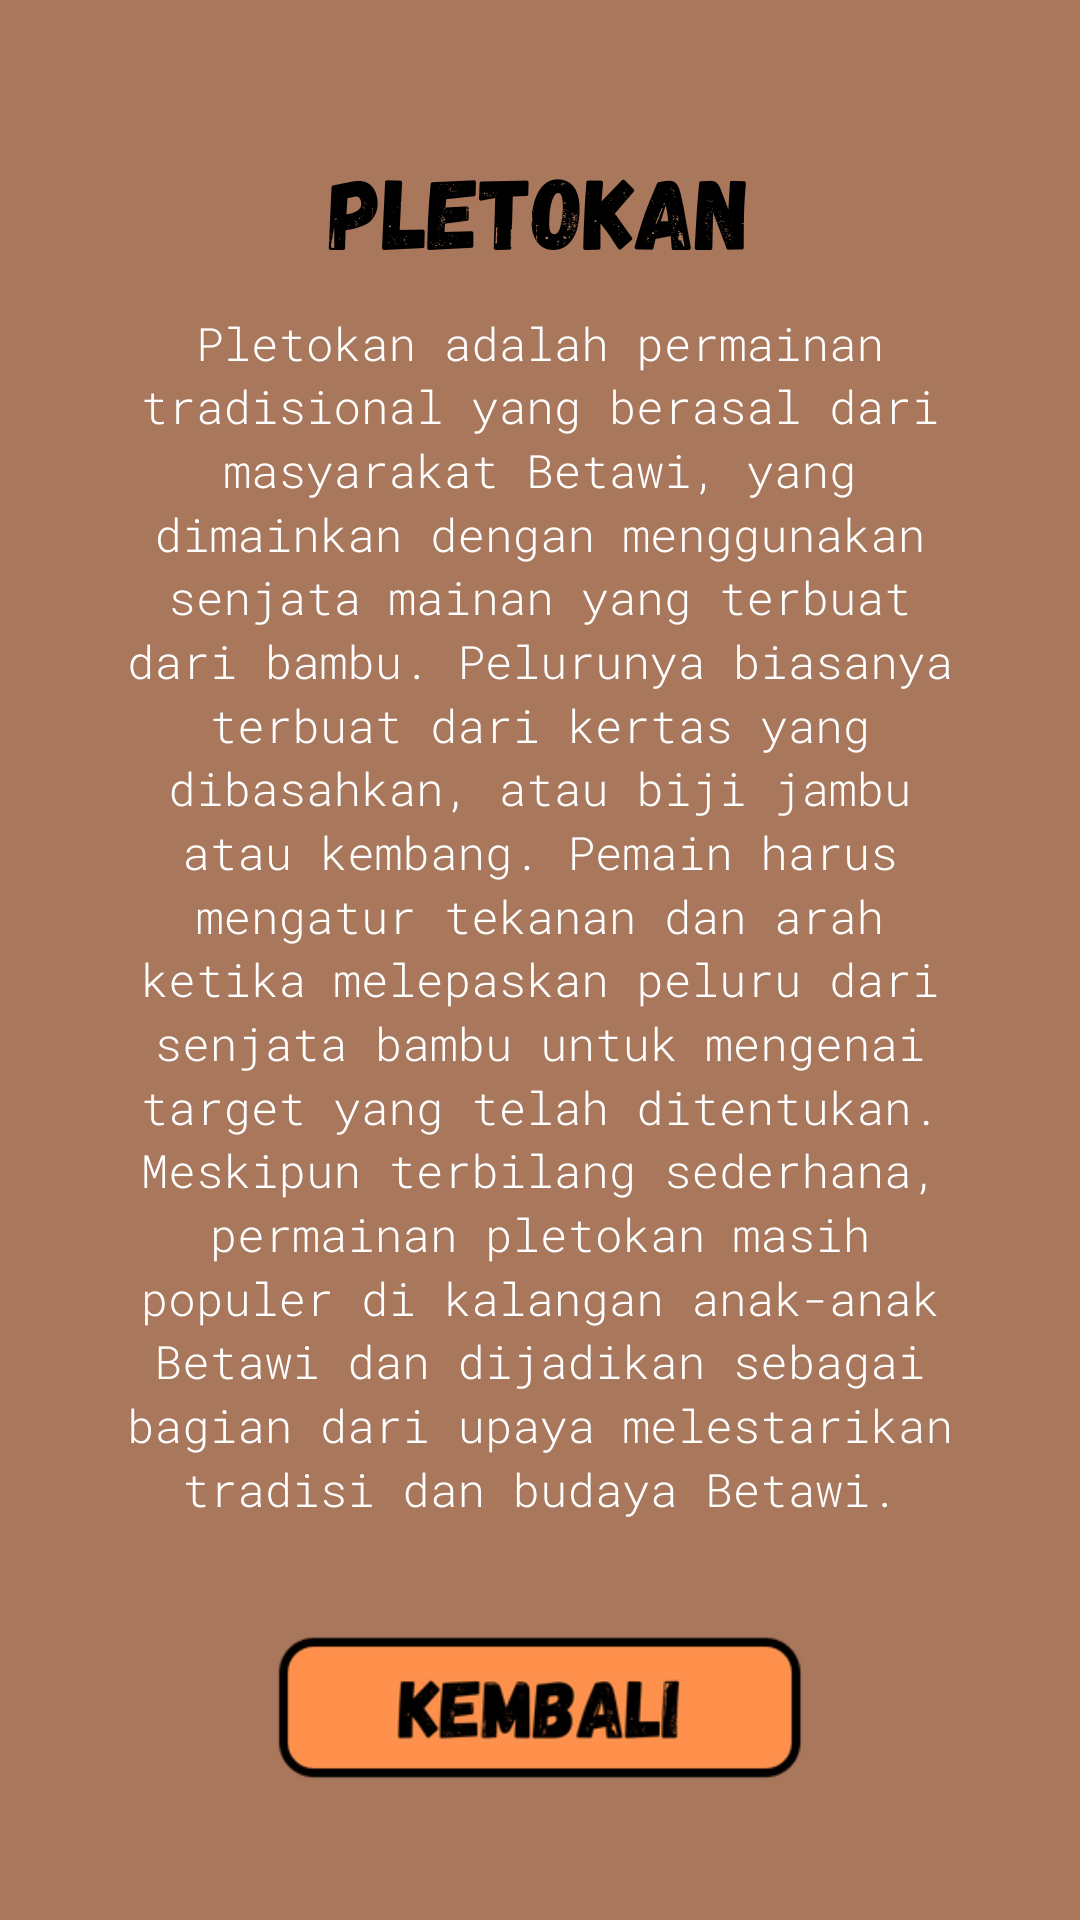 PLETOKAN
Pletokan adalah permainan
tradisional yang berasal dari
masyarakat Betawi, yang
dimainkan dengan menggunakan
senjata mainan yang terbuat
dari bambu. Pelurunya biasanya
terbuat dari kertas yang
dibasahkan, atau biji jambu
atau kembang. Pemain harus
mengatur tekanan dan arah
ketika melepaskan peluru dari
senjata bambu untuk mengenai
target yang telah ditentukan.
Meskipun terbilang sederhana,
permainan pletokan masih
populer di kalangan anak-anak
Betawi dan dijadikan sebagai
bagian dari upaya melestarikan
tradisi dan budaya Betawi.
KEMBALI